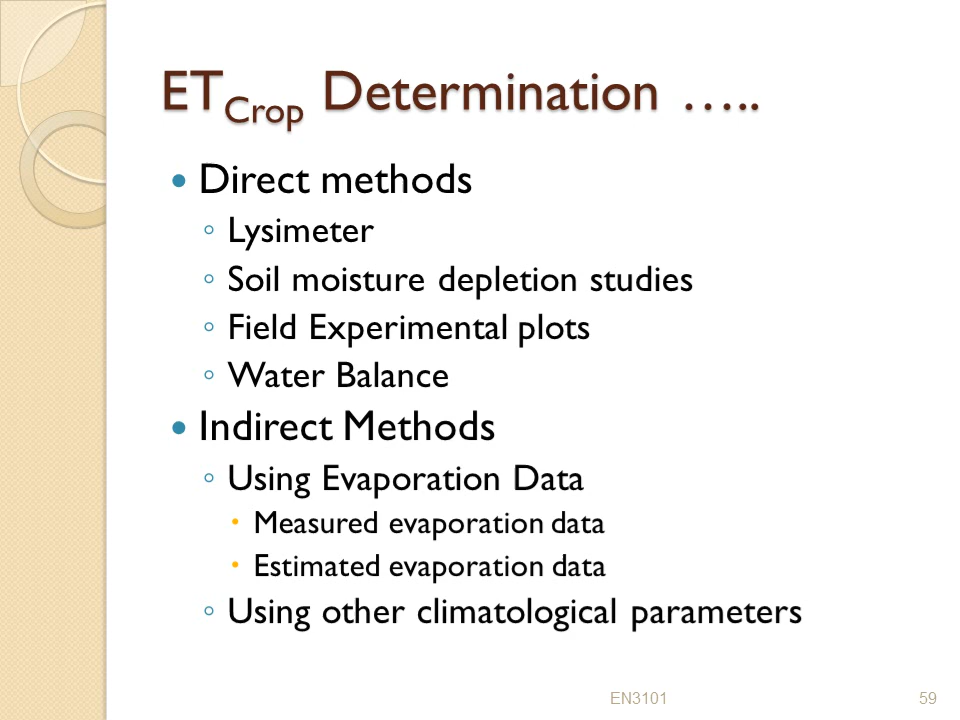 ETCrop Determination …..
• Direct methods
◦ Lysimeter
◦ Soil moisture depletion studies
◦ Field Experimental plots
◦ Water Balance
• Indirect Methods
◦ Using Evaporation Data
▪ Measured evaporation data
▪ Estimated evaporation data
◦ Using other climatological parameters
EN3101 59